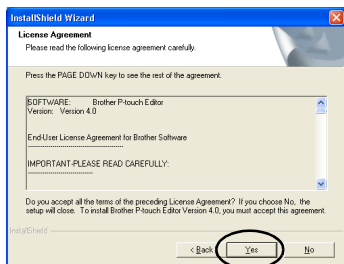 InstallShield Wizard
License Agreement
Please read the following license agreement carefully.
Press the PAGE DOWN key to see the rest of the agreement.
SOFTWARE: Brother P-touch Editor
Version: Version 4.0
End-User License Agreement for Brother Software
------------------------------
IMPORTANT-PLEASE READ CAREFULLY:
--------------------
Do you accept all the terms of the preceding License Agreement? If you choose No, the
setup will close. To install Brother P-touch Editor Version 4.0, you must accept this agreement.
InstallShield
< Back
Yes
No